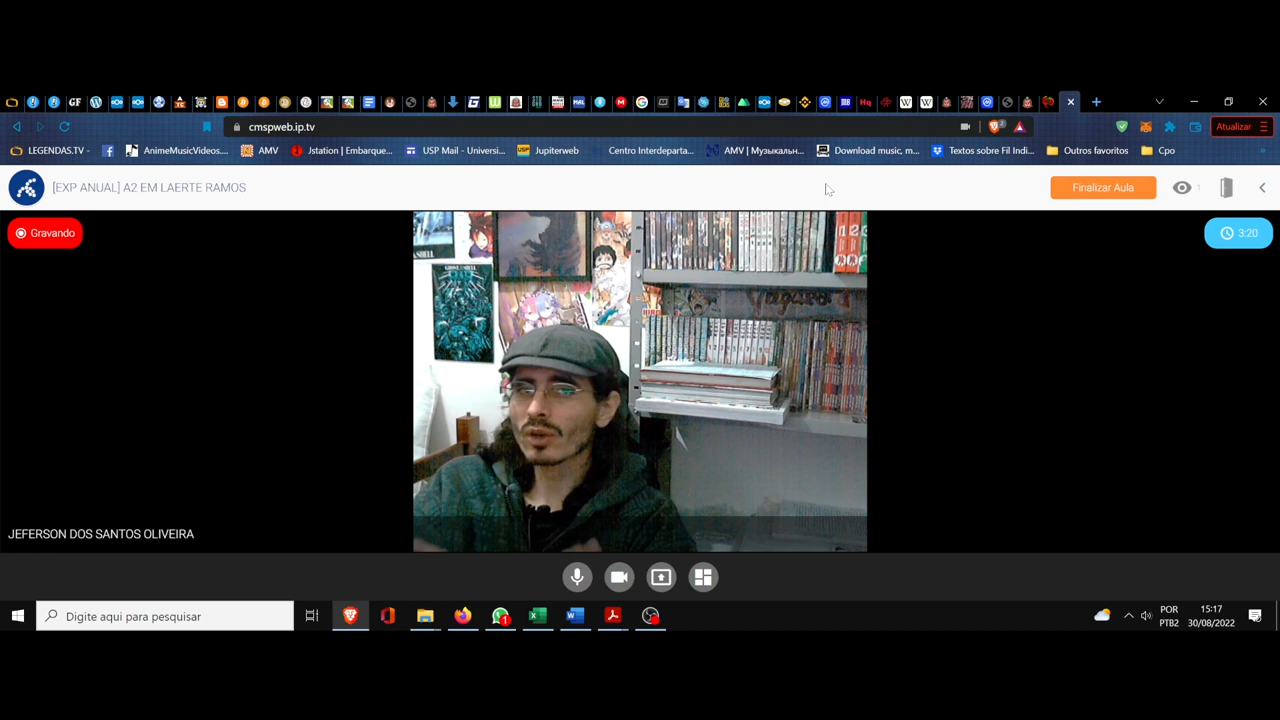 cmspweb.ip.tv
Atualizar
LEGENDAS.TV
AnimeMusicVideos...
AMV
Jstation | Embarque...
USP Mail - Universi...
Jupiterweb
Centro Interdeparta...
AMV | Музыкальн...
Download music, m...
Textos sobre Fil Indi...
Outros favoritos
Cpo
[EXP ANUAL] A2 EM LAERTE RAMOS
Finalizar Aula
1
Gravando
3:20
JEFERSON DOS SANTOS OLIVEIRA
Digite aqui para pesquisar
POR
PTB2
15:17
30/08/2022